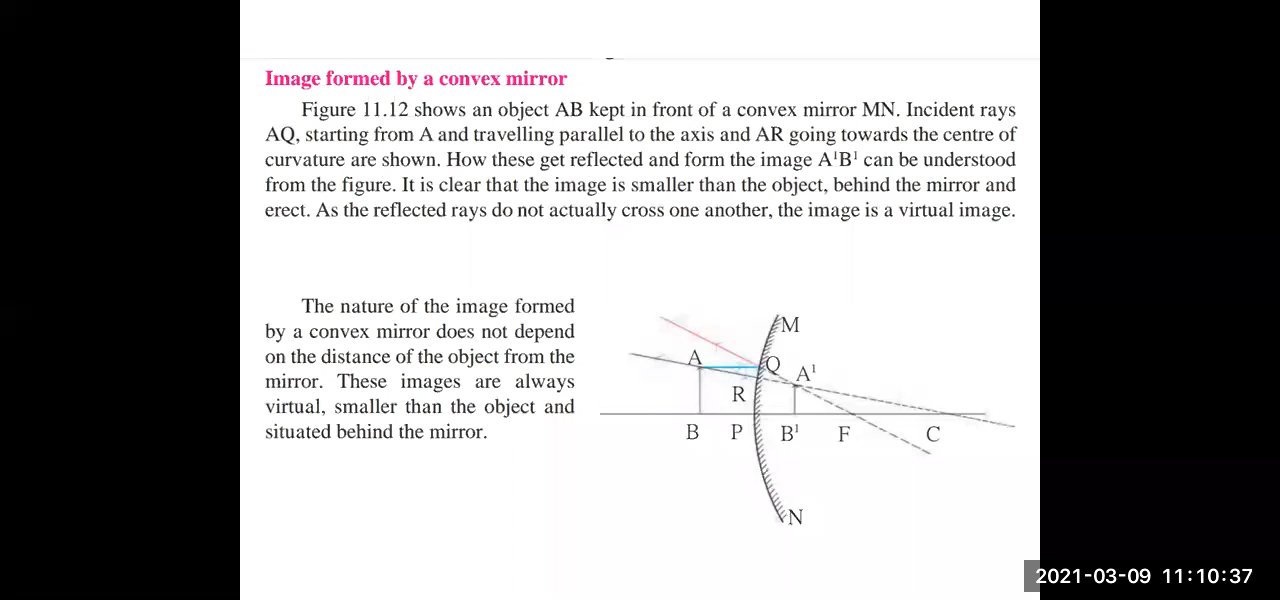 Image formed by a convex mirror
Figure 11.12 shows an object AB kept in front of a convex mirror MN. Incident rays
AQ, starting from A and travelling parallel to the axis and AR going towards the centre of
curvature are shown. How these get reflected and form the image A¹B¹ can be understood
from the figure. It is clear that the image is smaller than the object, behind the mirror and
erect. As the reflected rays do not actually cross one another, the image is a virtual image.
The nature of the image formed
by a convex mirror does not depend
on the distance of the object from the
mirror. These images are always
virtual, smaller than the object and
situated behind the mirror.
M
A
Q
A¹
R
B
P
B¹
F
C
N
2021-03-09 11:10:37